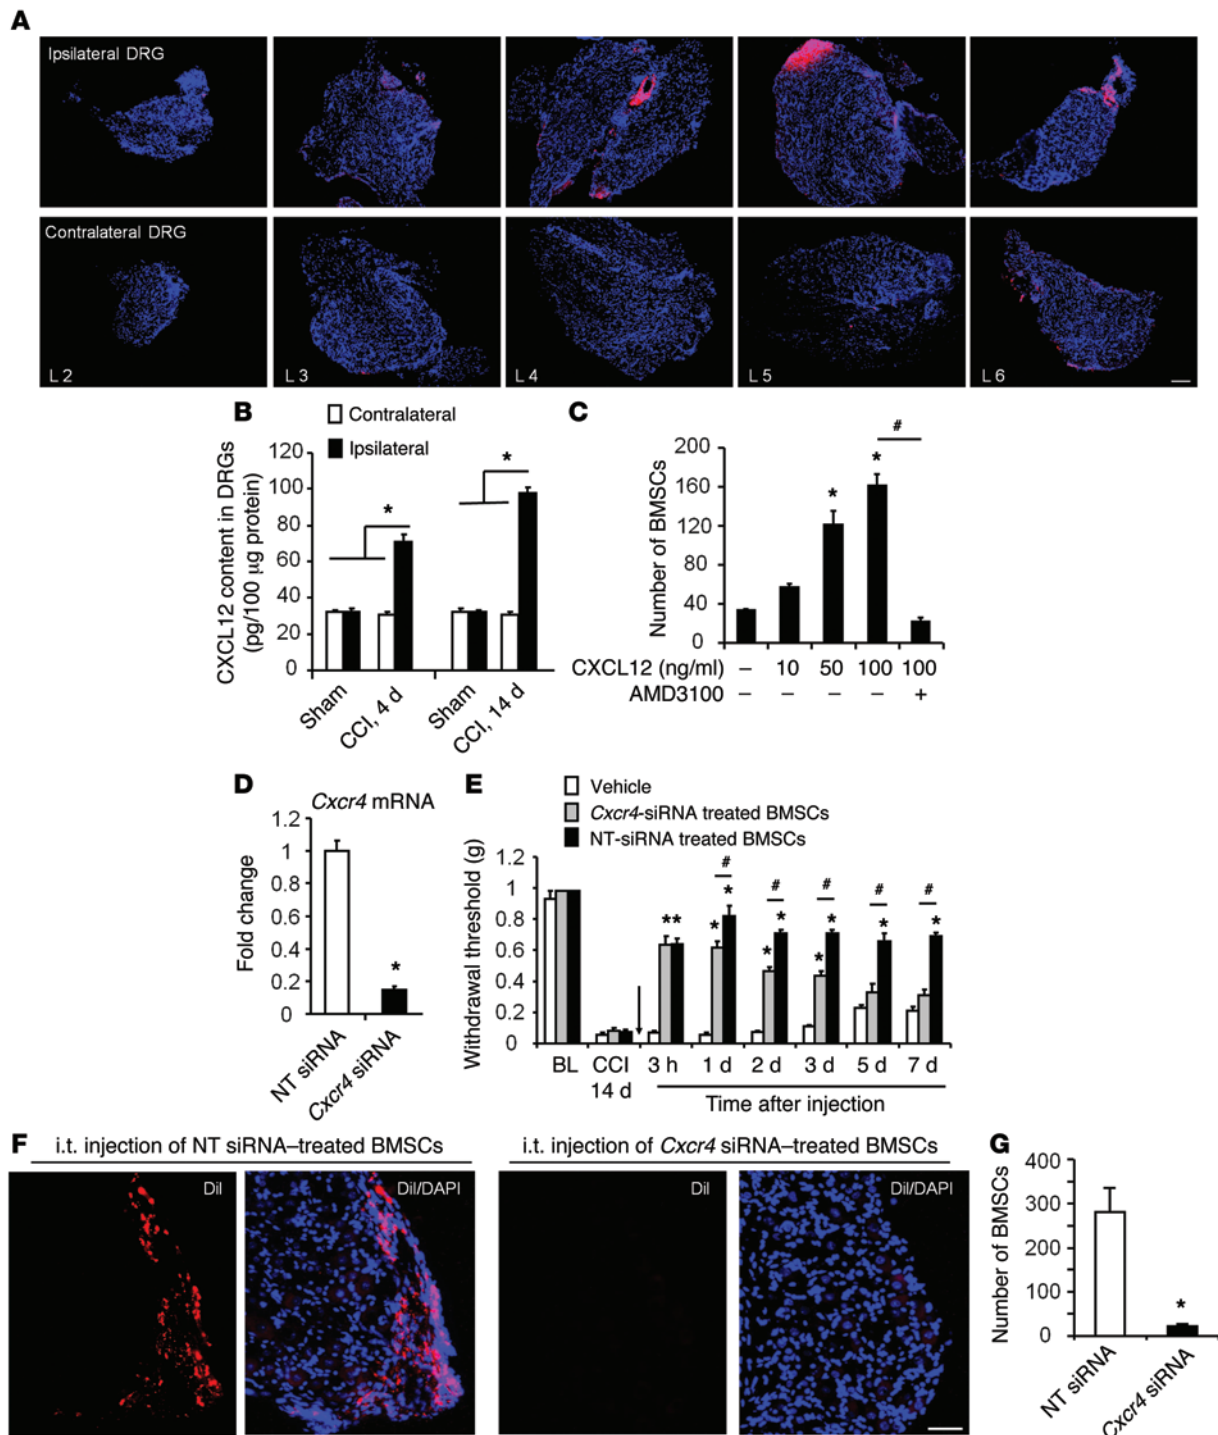 A
Ipsilateral DRG
Contralateral DRG
L 2
L 3
L 4
L 5
L 6
B
Contralateral
Ipsilateral
CXCL12 content in DRGs
(pg/100 µg protein)
120
100
80
60
40
20
0
*
*
Sham
CCI, 4 d
Sham
CCI, 14 d
C
Number of BMSCs
200
160
120
80
40
0
*
*
#
CXCL12 (ng/ml) – 10 50 100 100
AMD3100 – – – – +
D
Cxcr4 mRNA
Fold change
1.2
1
0.8
0.6
0.4
0.2
0
*
NT siRNA
Cxcr4 siRNA
E
Vehicle
Cxcr4-siRNA treated BMSCs
NT-siRNA treated BMSCs
Withdrawal threshold (g)
1.2
1
0.8
0.6
0.4
0.2
0
# # # # #
** * * * * * * * *
BL CCI 3 h 1 d 2 d 3 d 5 d 7 d
14 d
Time after injection
F
i.t. injection of NT siRNA–treated BMSCs
i.t. injection of Cxcr4 siRNA–treated BMSCs
Dil
Dil/DAPI
Dil
Dil/DAPI
G
Number of BMSCs
400
300
200
100
0
*
NT siRNA
Cxcr4 siRNA